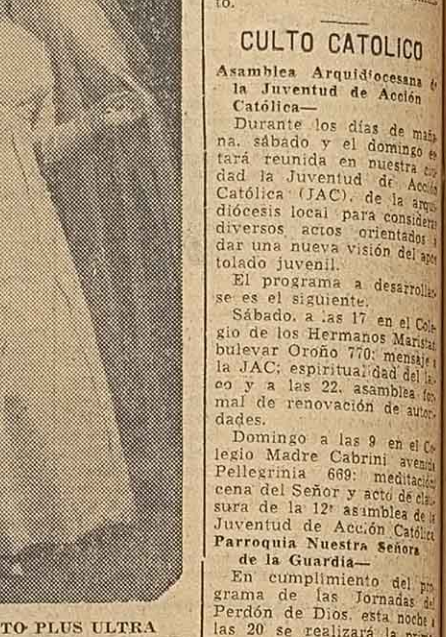 to.
CULTO CATOLICO
Asamblea Arquidiocesana
la Juventud de Acción
Católica—
Durante los días de maña
na, sábado y el domingo es
tará reunida en nuestra ciu
dad la Juventud de Acción
Católica (JAC), de la arqui
diócesis local para considerar
diversos actos orientados
dar una nueva visión del apos
tolado juvenil.
El programa a desarrollar
se es el siguiente.
Sábado, a las 17 en el Cole
gio de los Hermanos Maristas
bulevar Oroño 770: mensaje
la JAC; espiritualidad del lai
co y a las 22, asamblea for
mal de renovación de autori
dades.
Domingo a las 9 en el Co
legio Madre Cabrini avenida
Pellegrinia 669: meditación
cena del Señor y acto de clau
sura de la 12ª asamblea de la
Juventud de Acción Católica
Parroquia Nuestra Señora
de la Guardia—
En cumplimiento del pro
grama de las Jornadas del
Perdón de Dios, esta noche a
las 20 se realizará la
TO PLUS ULTRA